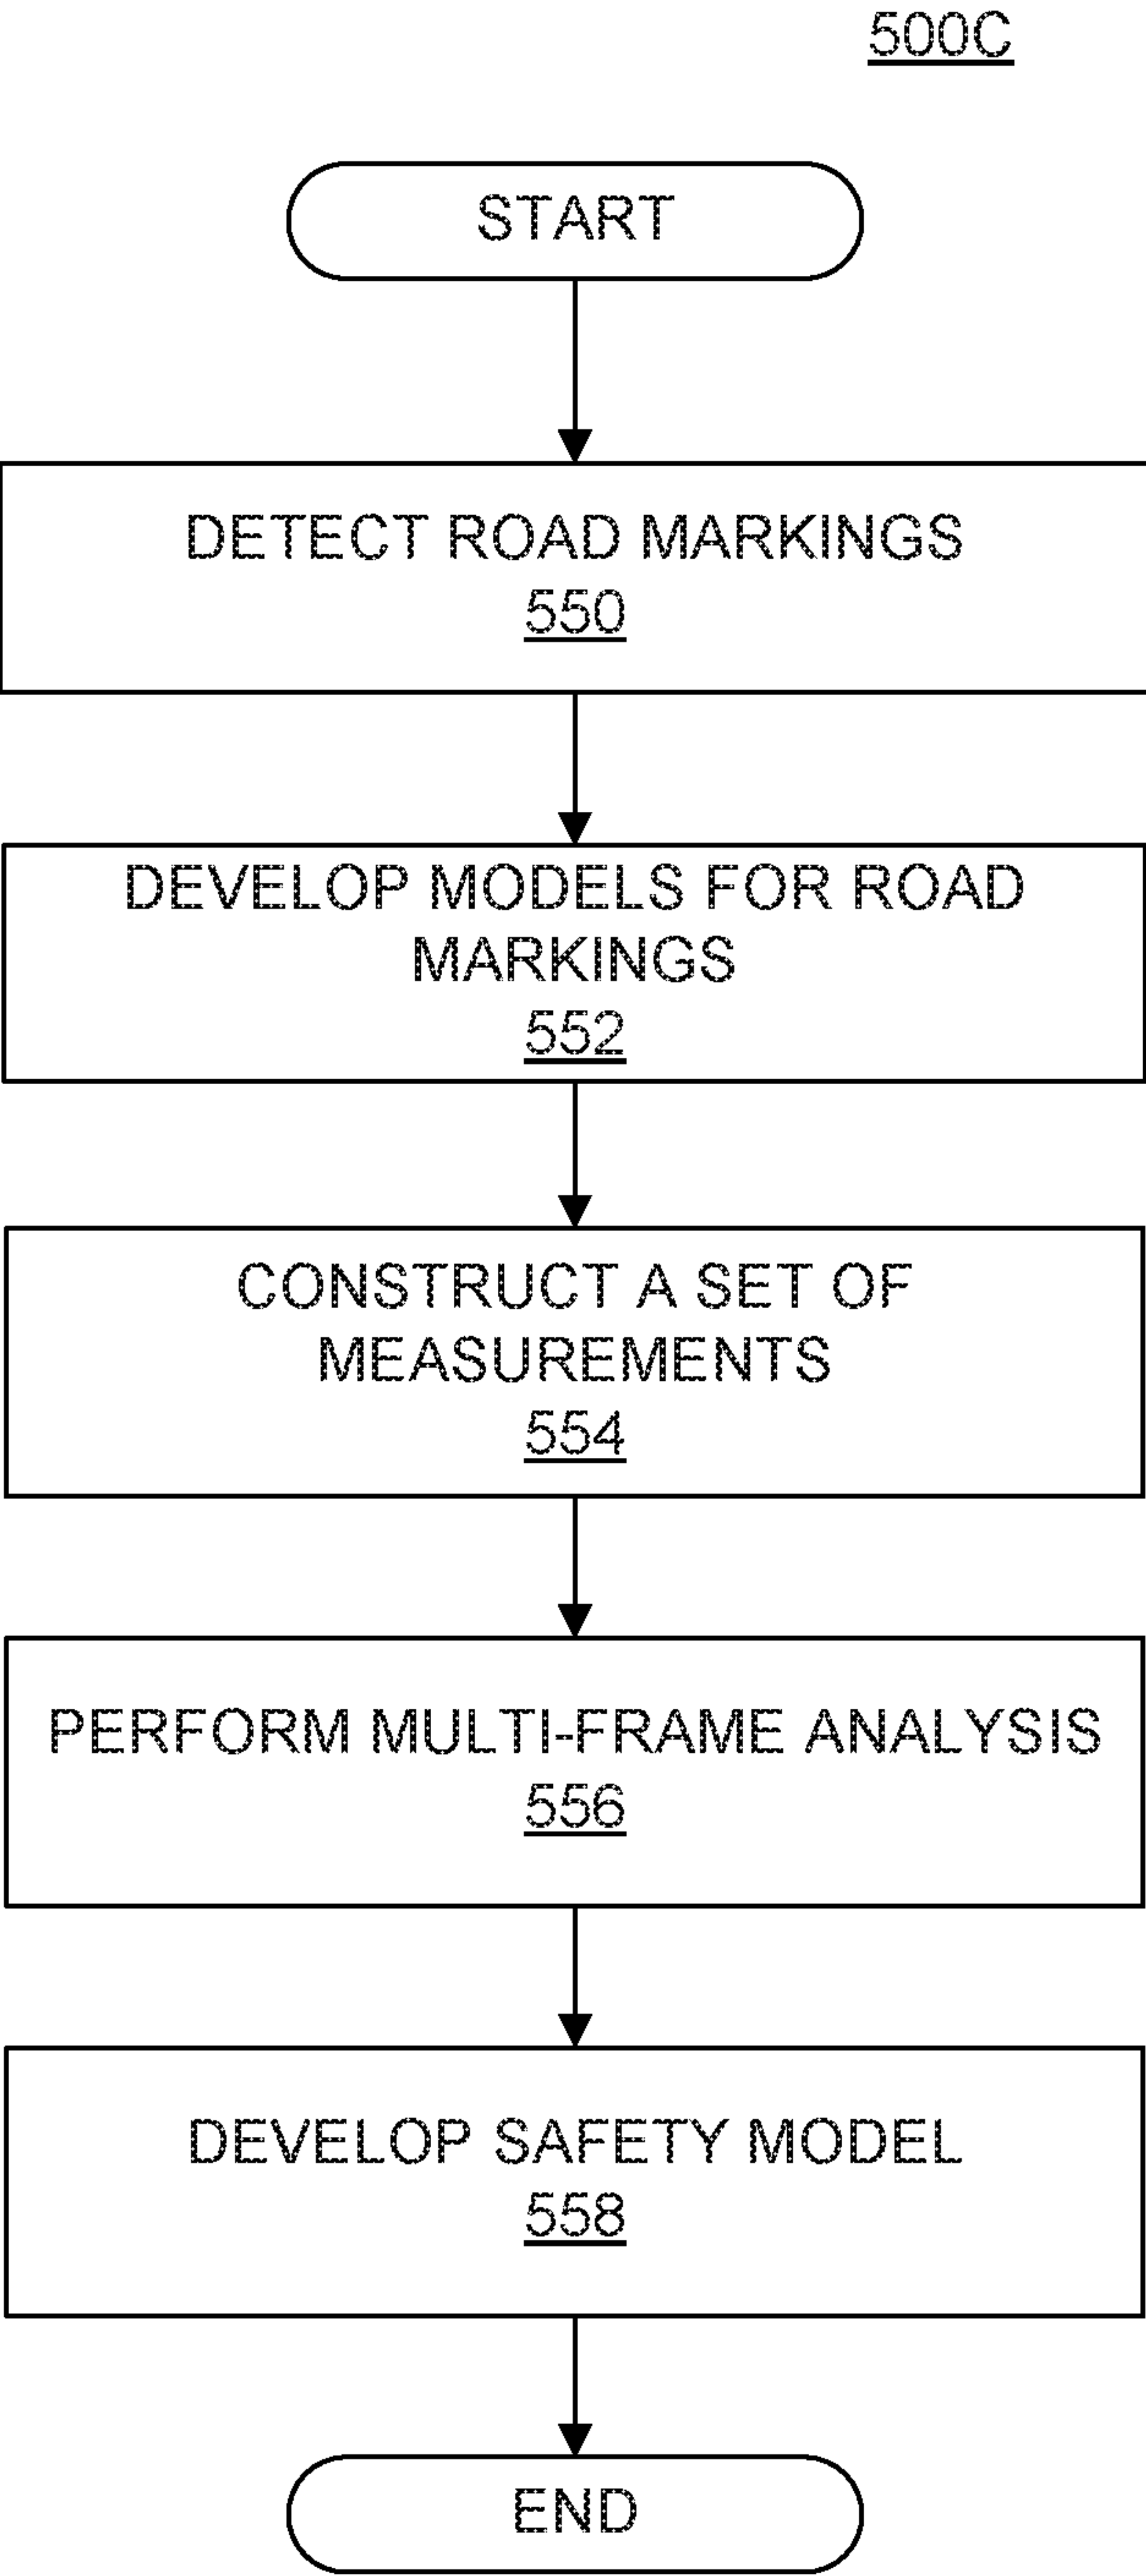 500C
START
DETECT ROAD MARKINGS
550
DEVELOP MODELS FOR ROAD
MARKINGS
552
CONSTRUCT A SET OF
MEASUREMENTS
554
PERFORM MULTI-FRAME ANALYSIS
556
DEVELOP SAFETY MODEL
558
END